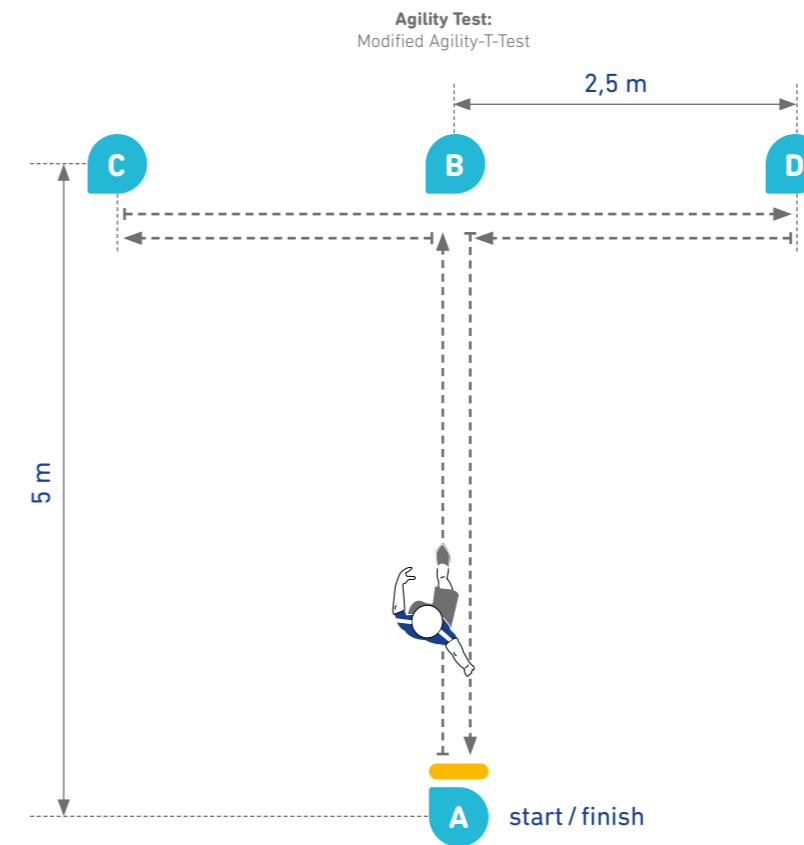 Agility Test:
Modified Agility-T-Test
2,5 m
C
B
D
5 m
A
start / finish